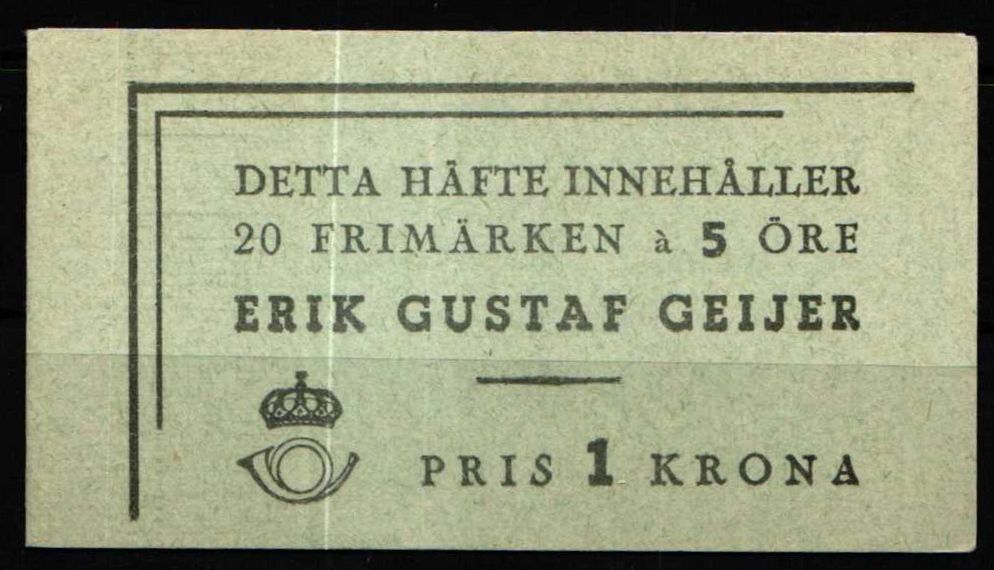 DETTA HÄFTE INNEHÅLLER
20 FRIMÄRKEN à 5 ÖRE
ERIK GUSTAF GEIJER
PRIS 1 KRONA